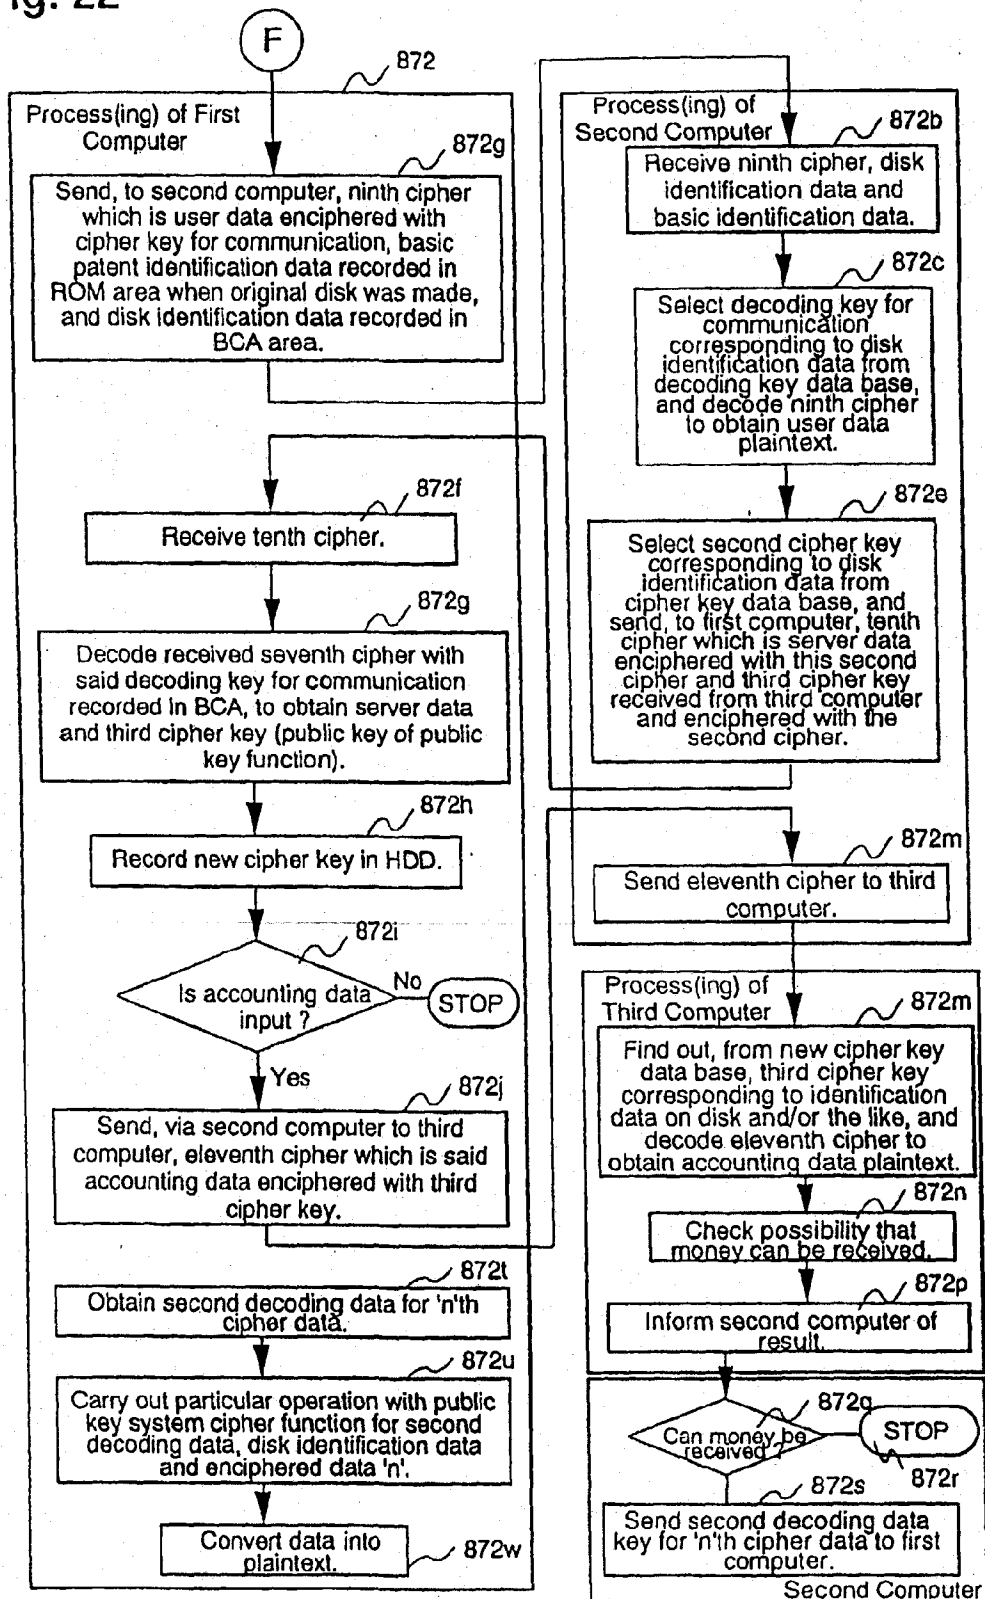 Fig. 22
F
872
Process(ing) of First
Computer
872g
Send, to second computer, ninth cipher
which is user data enciphered with
cipher key for communication, basic
patent identification data recorded in
ROM area when original disk was made,
and disk identification data recorded in
BCA area.
872f
Receive tenth cipher.
872g
Decode received seventh cipher with
said decoding key for communication
recorded in BCA, to obtain server data
and third cipher key (public key of public
key function).
872h
Record new cipher key in HDD.
872i
Is accounting data
input ?
No
STOP
Yes
872j
Send, via second computer to third
computer, eleventh cipher which is said
accounting data enciphered with third
cipher key.
872t
Obtain second decoding data for 'n'th
cipher data.
872u
Carry out particular operation with public
key system cipher function for second
decoding data, disk identification data
and enciphered data 'n'.
Convert data into
plaintext.
872w
Process(ing) of
Second Computer
872b
Receive ninth cipher, disk
identification data and
basic identification data.
872c
Select decoding key for
communication
corresponding to disk
identification data from
decoding key data base,
and decode ninth cipher
to obtain user data
plaintext.
872e
Select second cipher key
corresponding to disk
identification data from
cipher key data base, and
send, to first computer, tenth
cipher which is server data
enciphered with this second
cipher and third cipher key
received from third computer
and enciphered with the
second cipher.
872m
Send eleventh cipher to third
computer.
Process(ing) of
Third Computer
872m
Find out, from new cipher key
data base, third cipher key
corresponding to identification
data on disk and/or the like, and
decode eleventh cipher to
obtain accounting data plaintext.
872n
Check possibility that
money can be received.
872p
Inform second computer of
result.
872q
Can money be
received ?
STOP
872r
872s
Send second decoding data
key for 'n'th cipher data to first
computer.
Second Computer